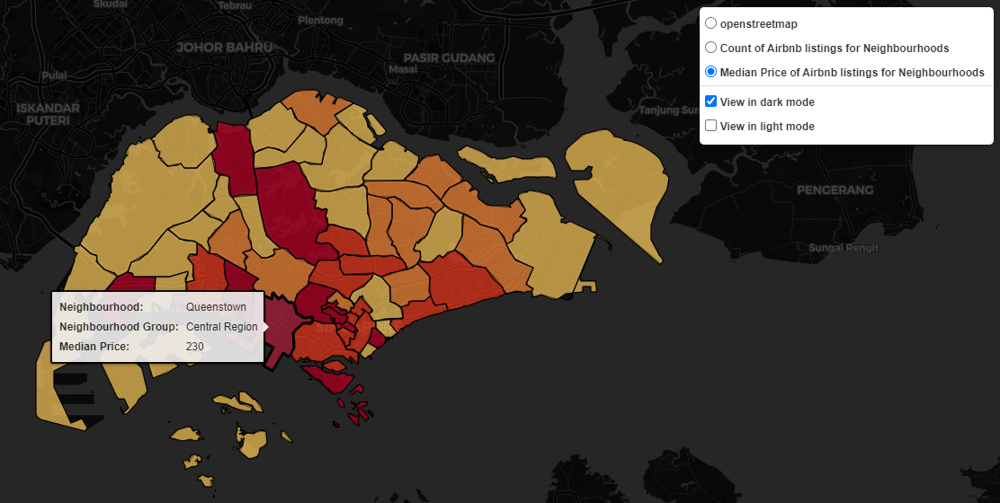 Skudai
Tebrau
Plentong
JOHOR BAHRU
PASIR GUDANG
Masai
Pulai
ISKANDAR
PUTERI
openstreetmap
Count of Airbnb listings for Neighbourhoods
Median Price of Airbnb listings for Neighbourhoods
View in dark mode
View in light mode
Tanjung Sur
PENGERANG
Sungai Rengit
Neighbourhood: Queenstown
Neighbourhood Group: Central Region
Median Price: 230